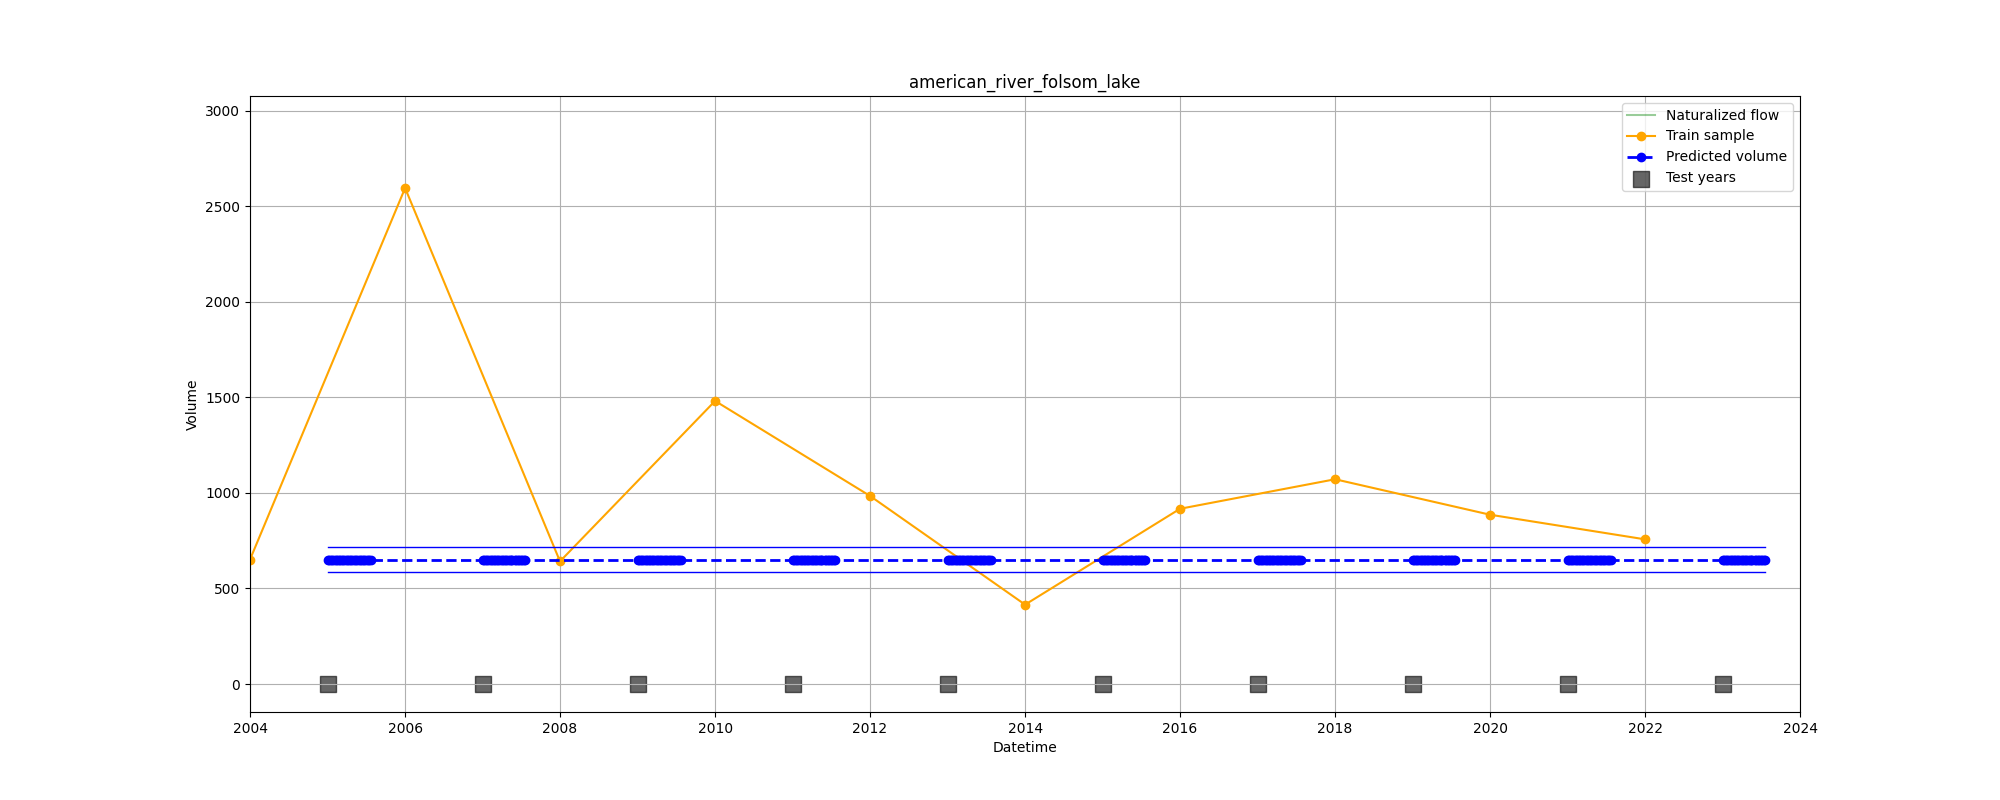 american_river_folsom_lake
3000
2500
2000
1500
1000
500
0
Volume
Naturalized flow
Train sample
Predicted volume
Test years
2004 2006 2008 2010 2012 2014 2016 2018 2020 2022 2024
Datetime